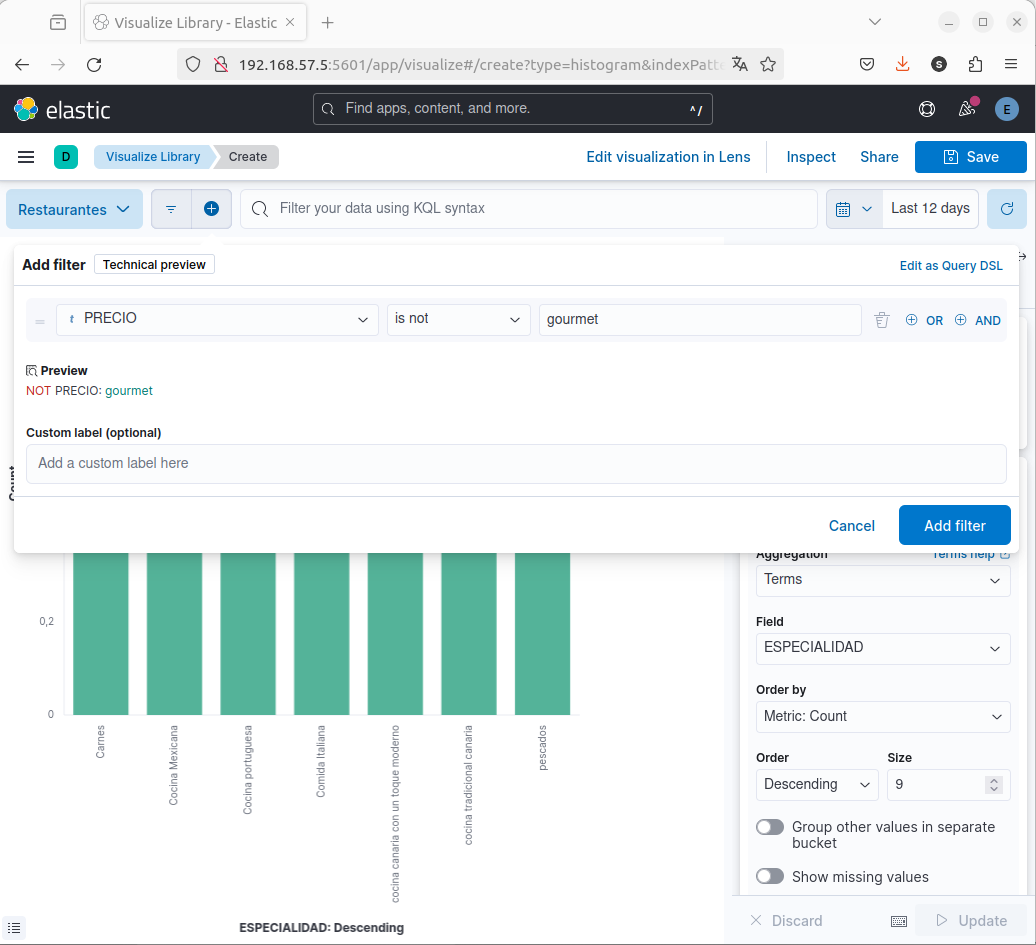 Visualize Library - Elastic
192.168.57.5:5601/app/visualize#/create?type=histogram&indexPatte
S
elastic
Find apps, content, and more.
^/
E
D
Visualize Library
Create
Edit visualization in Lens
Inspect
Share
Save
Restaurantes
Filter your data using KQL syntax
Last 12 days
Add filter
Technical preview
Edit as Query DSL
t PRECIO
is not
gourmet
OR
AND
Preview
NOT PRECIO: gourmet
Custom label (optional)
Add a custom label here
Cancel
Add filter
Count
0,2
0
Carnes
Cocina Mexicana
Cocina portuguesa
Comida Italiana
cocina canaria con un toque moderno
cocina tradicional canaria
pescados
ESPECIALIDAD: Descending
Aggregation
Terms help
Terms
Field
ESPECIALIDAD
Order by
Metric: Count
Order
Size
Descending
9
Group other values in separate
bucket
Show missing values
Discard
Update